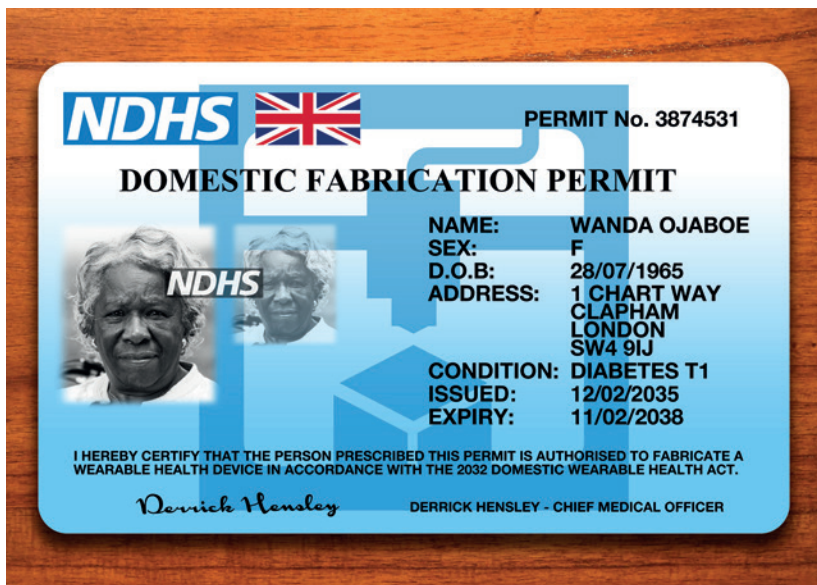 NDHS
PERMIT No. 3874531
DOMESTIC FABRICATION PERMIT
NDHS
NAME: WANDA OJABOE
SEX: F
D.O.B: 28/07/1965
ADDRESS: 1 CHART WAY
CLAPHAM
LONDON
SW4 9IJ
CONDITION: DIABETES T1
ISSUED: 12/02/2035
EXPIRY: 11/02/2038
I HEREBY CERTIFY THAT THE PERSON PRESCRIBED THIS PERMIT IS AUTHORISED TO FABRICATE A
WEARABLE HEALTH DEVICE IN ACCORDANCE WITH THE 2032 DOMESTIC WEARABLE HEALTH ACT.
Derrick Hensley DERRICK HENSLEY - CHIEF MEDICAL OFFICER